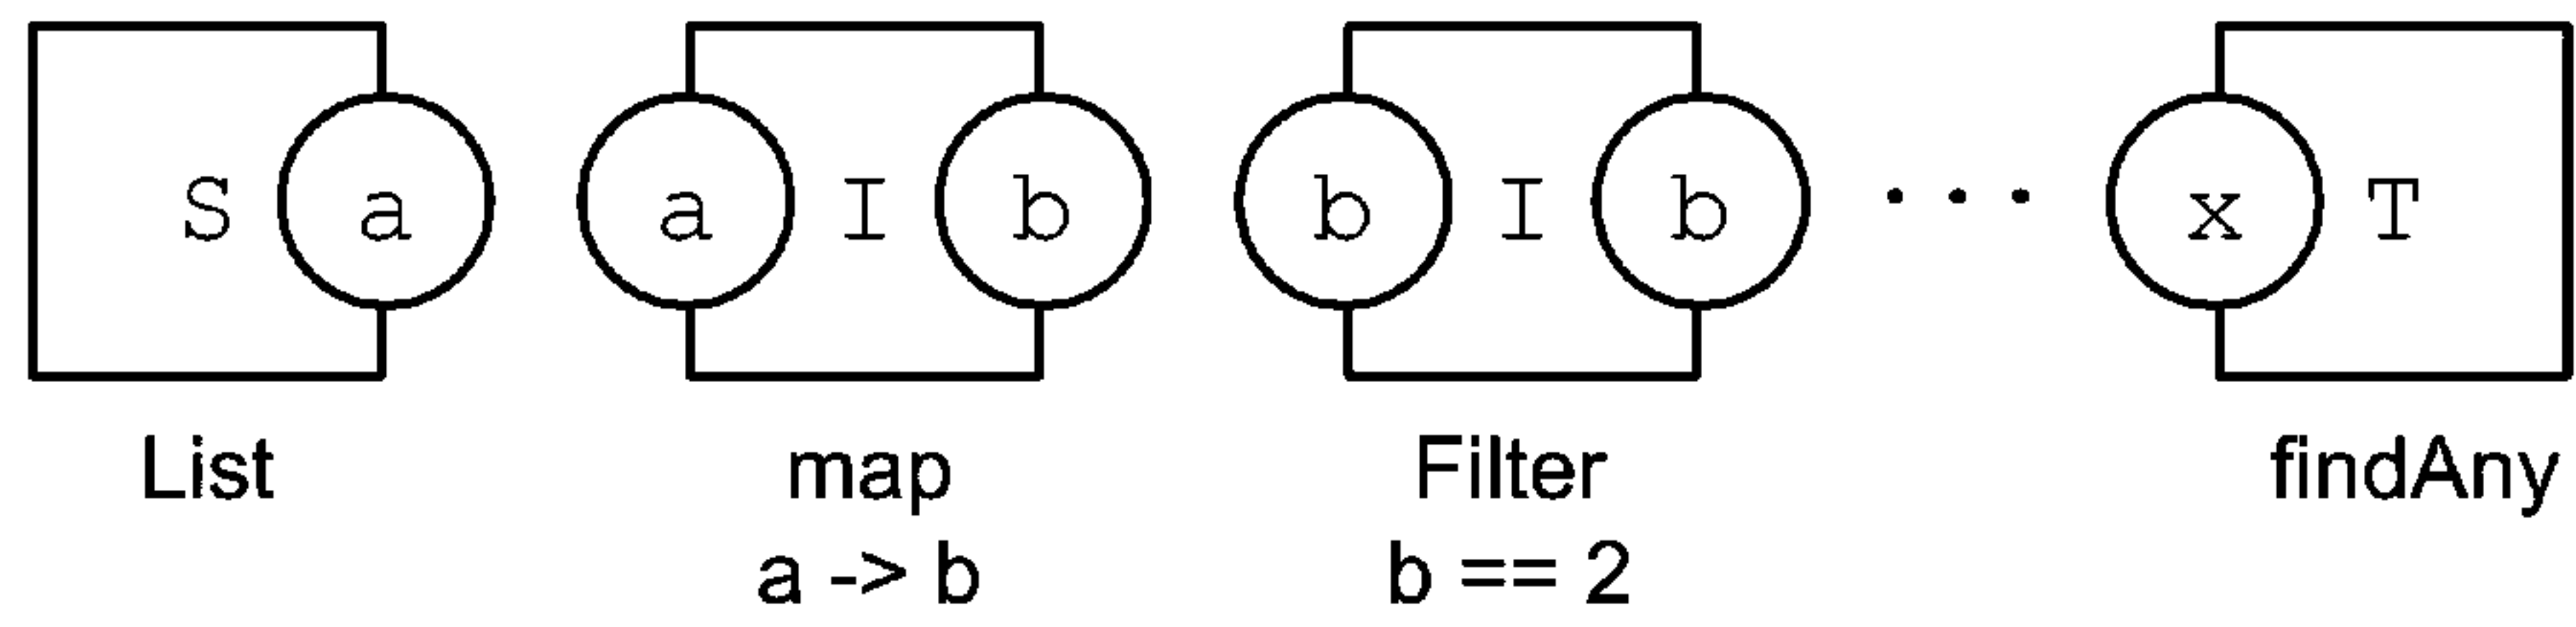 S a a I b b I b ... x T
List map Filter findAny
a -> b b == 2